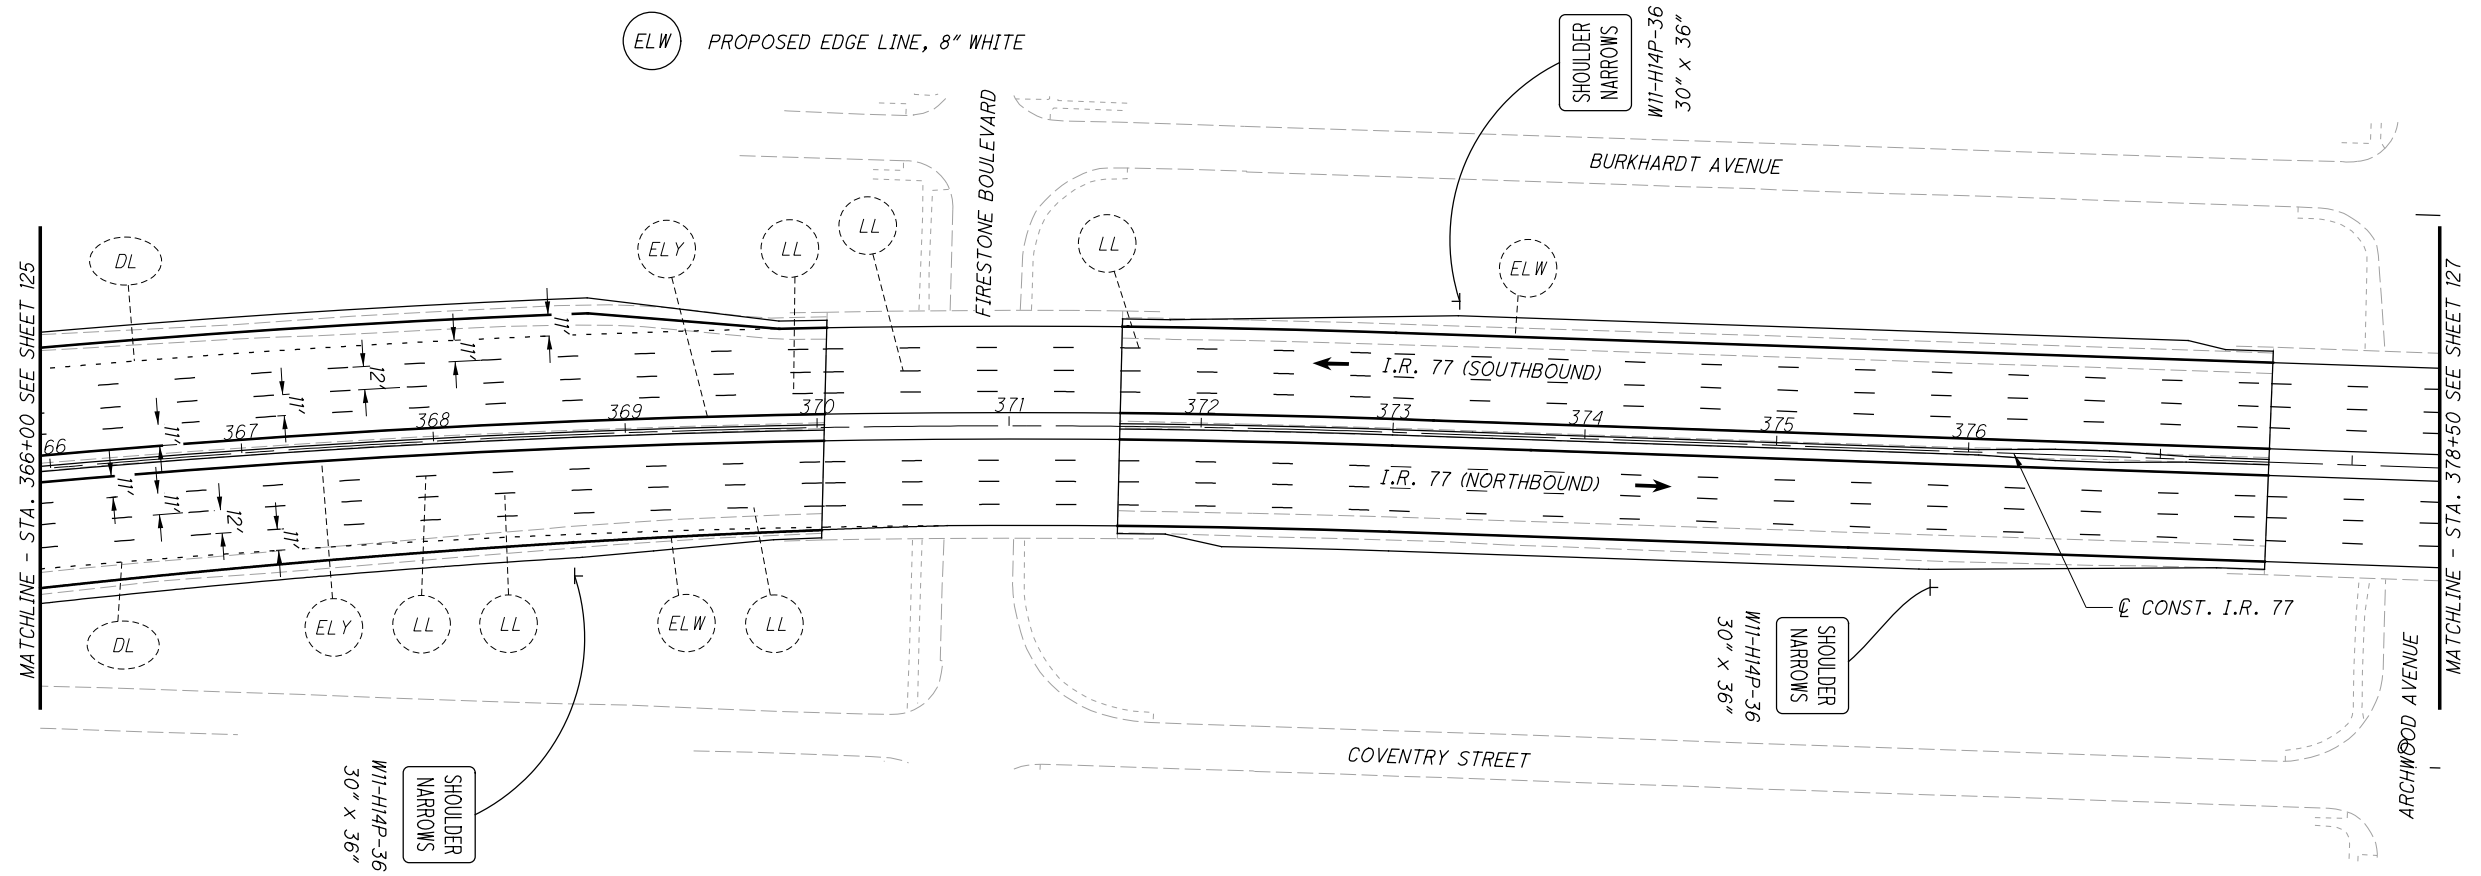 ELW PROPOSED EDGE LINE, 8" WHITE
SHOULDER
NARROWS
W11-H14P-36
30" x 36"
FIRESTONE BOULEVARD
BURKHARDT AVENUE
MATCHLINE - STA. 366+00 SEE SHEET 125
MATCHLINE - STA. 378+50 SEE SHEET 127
DL
ELY
LL
LL
LL
ELW
11'
11'
12'
11'
11'
I.R. 77 (SOUTHBOUND)
66
367
368
369
370
371
372
373
374
375
376
11'
11'
12'
11'
I.R. 77 (NORTHBOUND)
DL
ELY
LL
LL
ELW
LL
SHOULDER
NARROWS
W11-H14P-36
30" x 36"
℄ CONST. I.R. 77
COVENTRY STREET
ARCHWOOD AVENUE
SHOULDER
NARROWS
W11-H14P-36
30" x 36"